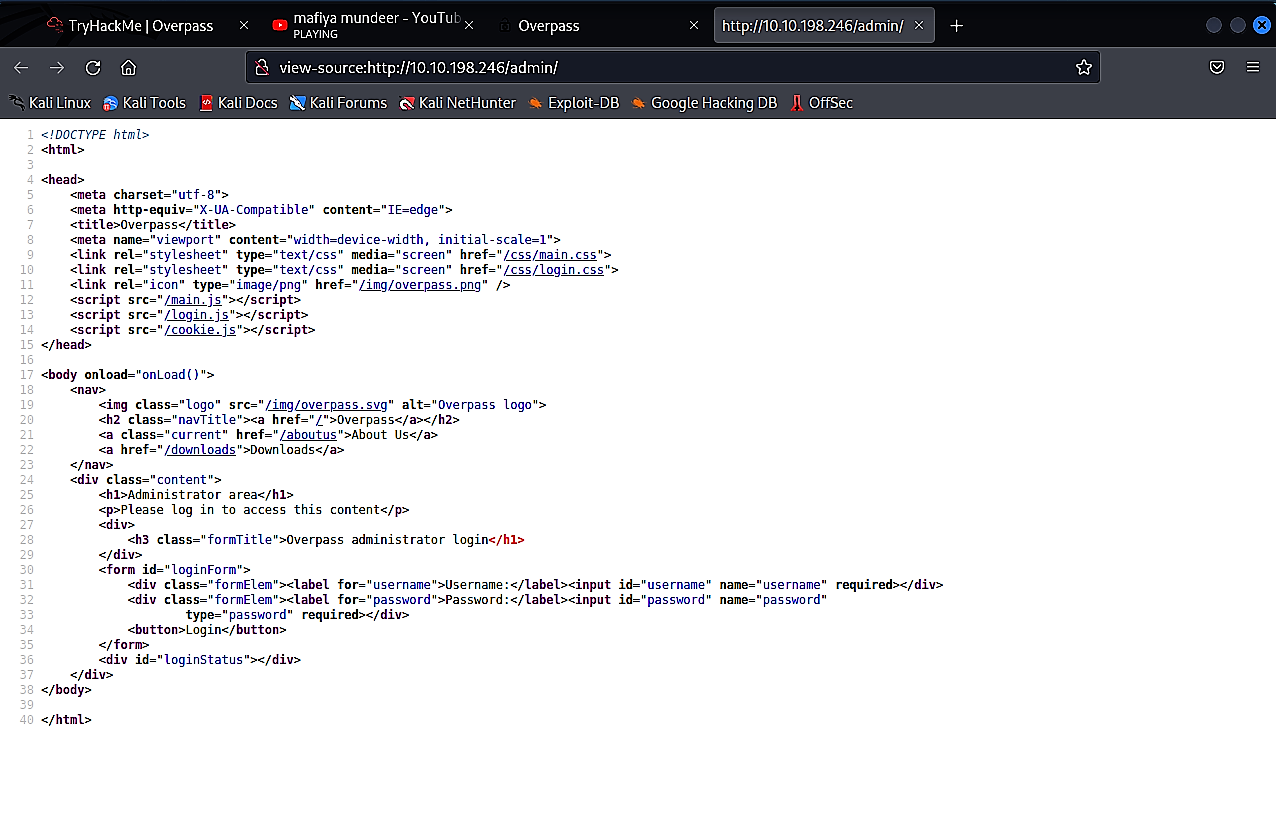 TryHackMe | Overpass
mafiya mundeer - YouTub
PLAYING
Overpass
http://10.10.198.246/admin/
view-source:http://10.10.198.246/admin/
Kali Linux Kali Tools Kali Docs Kali Forums Kali NetHunter Exploit-DB Google Hacking DB OffSec
1 <!DOCTYPE html>
2 <html>
3
4 <head>
5     <meta charset="utf-8">
6     <meta http-equiv="X-UA-Compatible" content="IE=edge">
7     <title>Overpass</title>
8     <meta name="viewport" content="width=device-width, initial-scale=1">
9     <link rel="stylesheet" type="text/css" media="screen" href="/css/main.css">
10     <link rel="stylesheet" type="text/css" media="screen" href="/css/login.css">
11     <link rel="icon" type="image/png" href="/img/overpass.png" />
12     <script src="/main.js"></script>
13     <script src="/login.js"></script>
14     <script src="/cookie.js"></script>
15 </head>
16
17 <body onload="onLoad()">
18     <nav>
19         <img class="logo" src="/img/overpass.svg" alt="Overpass logo">
20         <h2 class="navTitle"><a href="/">Overpass</a></h2>
21         <a class="current" href="/aboutus">About Us</a>
22         <a href="/downloads">Downloads</a>
23     </nav>
24     <div class="content">
25         <h1>Administrator area</h1>
26         <p>Please log in to access this content</p>
27         <div>
28             <h3 class="formTitle">Overpass administrator login</h1>
29         </div>
30         <form id="loginForm">
31             <div class="formElem"><label for="username">Username:</label><input id="username" name="username" required></div>
32             <div class="formElem"><label for="password">Password:</label><input id="password" name="password"
33                     type="password" required></div>
34             <button>Login</button>
35         </form>
36         <div id="loginStatus"></div>
37     </div>
38 </body>
39
40 </html>